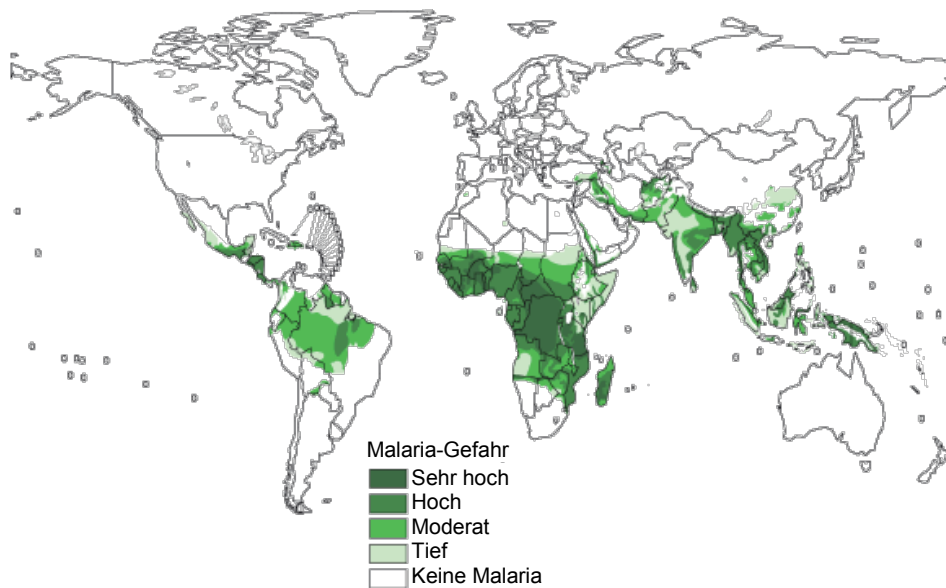 Malaria-Gefahr
Sehr hoch
Hoch
Moderat
Tief
Keine Malaria